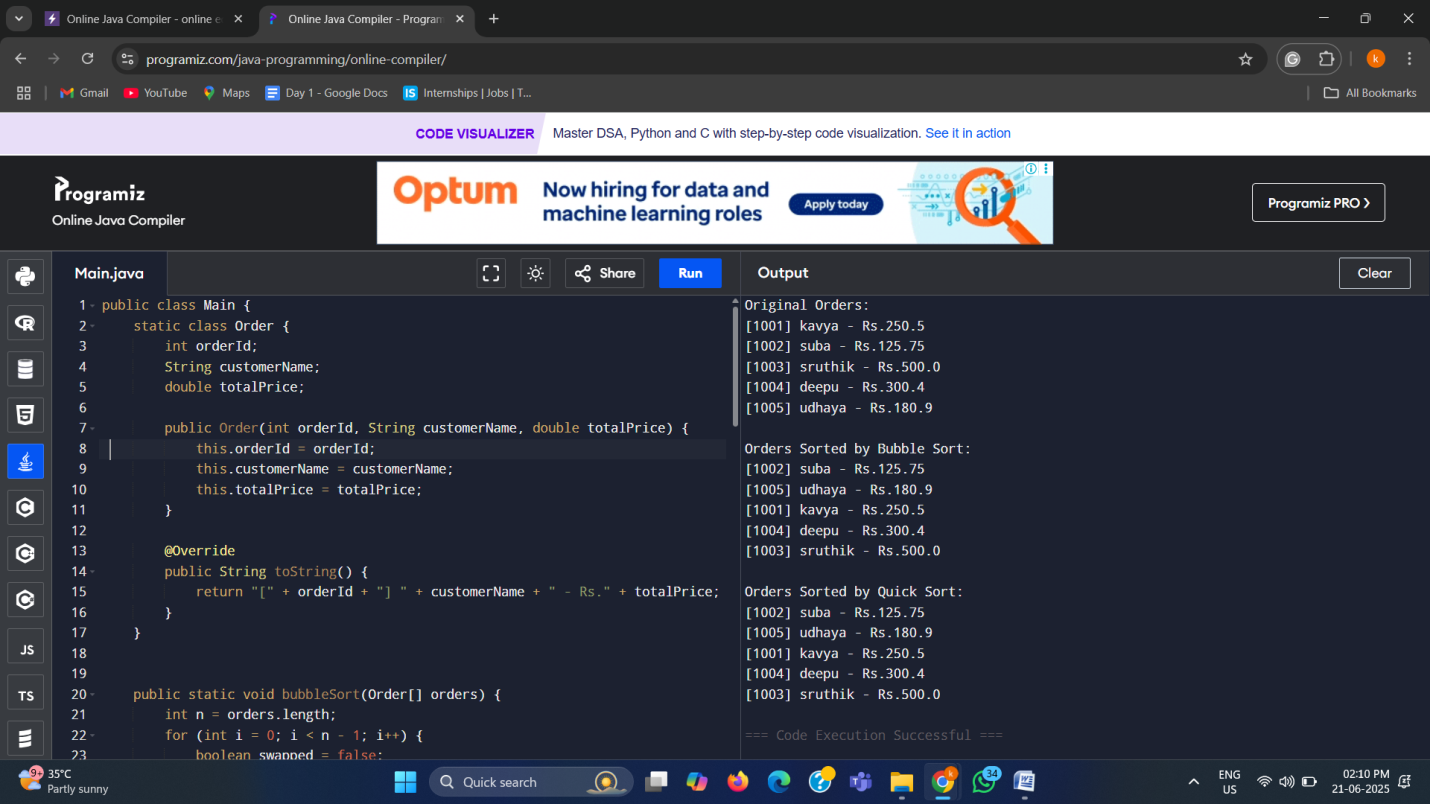 Online Java Compiler - online e
Online Java Compiler - Program
programiz.com/java-programming/online-compiler/
k
Gmail
YouTube
Maps
Day 1 - Google Docs
IS
Internships | Jobs | T...
All Bookmarks
CODE VISUALIZER
Master DSA, Python and C with step-by-step code visualization. See it in action
Programiz
Online Java Compiler
Optum
Now hiring for data and
machine learning roles
Apply today
Programiz PRO
Main.java
Share
Run
Output
Clear
1 public class Main {
2 static class Order {
3 int orderId;
4 String customerName;
5 double totalPrice;
6
7 public Order(int orderId, String customerName, double totalPrice) {
8 this.orderId = orderId;
9 this.customerName = customerName;
10 this.totalPrice = totalPrice;
11 }
12
13 @Override
14 public String toString() {
15 return "[" + orderId + "] " + customerName + " - Rs." + totalPrice;
16 }
17 }
18
19
20 public static void bubbleSort(Order[] orders) {
21 int n = orders.length;
22 for (int i = 0; i < n - 1; i++) {
23 boolean swapped = false;
Original Orders:
[1001] kavya - Rs.250.5
[1002] suba - Rs.125.75
[1003] sruthik - Rs.500.0
[1004] deepu - Rs.300.4
[1005] udhaya - Rs.180.9
Orders Sorted by Bubble Sort:
[1002] suba - Rs.125.75
[1005] udhaya - Rs.180.9
[1001] kavya - Rs.250.5
[1004] deepu - Rs.300.4
[1003] sruthik - Rs.500.0
Orders Sorted by Quick Sort:
[1002] suba - Rs.125.75
[1005] udhaya - Rs.180.9
[1001] kavya - Rs.250.5
[1004] deepu - Rs.300.4
[1003] sruthik - Rs.500.0
=== Code Execution Successful ===
JS
TS
9+
35°C
Partly sunny
Quick search
k
34
ENG
US
02:10 PM
21-06-2025